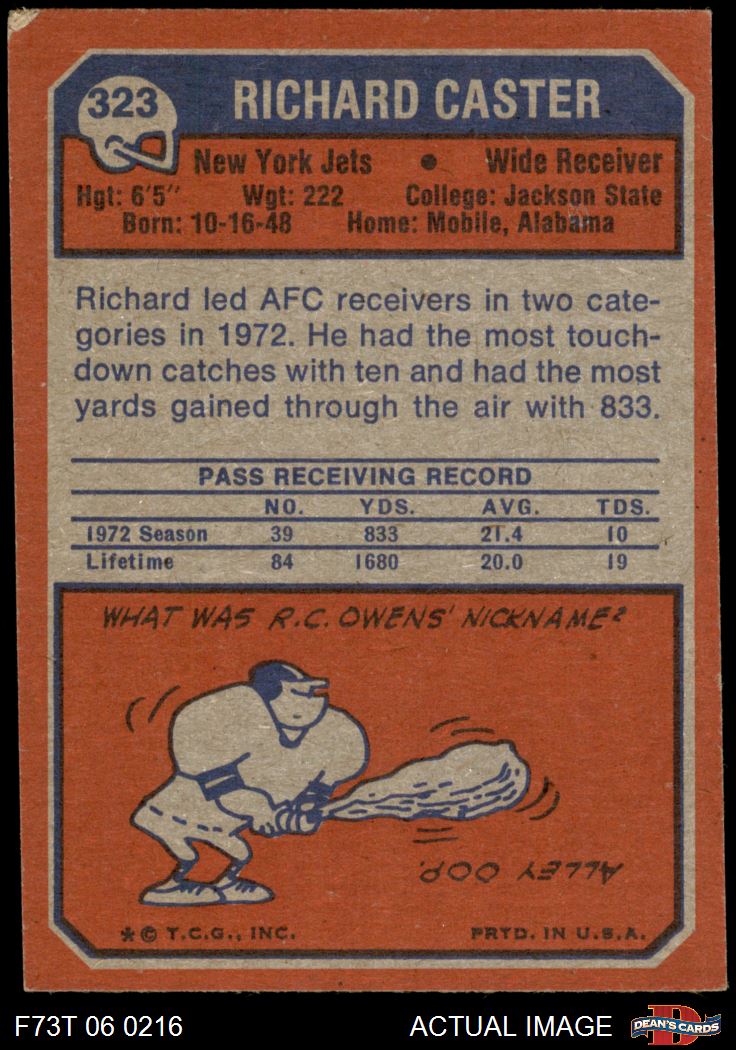 323
RICHARD CASTER
New York Jets • Wide Receiver
Hgt: 6'5" Wgt: 222 College: Jackson State
Born: 10-16-48 Home: Mobile, Alabama
Richard led AFC receivers in two cate-
gories in 1972. He had the most touch-
down catches with ten and had the most
yards gained through the air with 833.
PASS RECEIVING RECORD
NO. YDS. AVG. TDS.
1972 Season 39 833 21.4 10
Lifetime 84 1680 20.0 19
WHAT WAS R.C. OWENS' NICKNAME?
ALLEY OOP.
*© T.C.G., INC. PRTD. IN U.S.A.
F73T 06 0216 ACTUAL IMAGE D DEAN'S CARDS